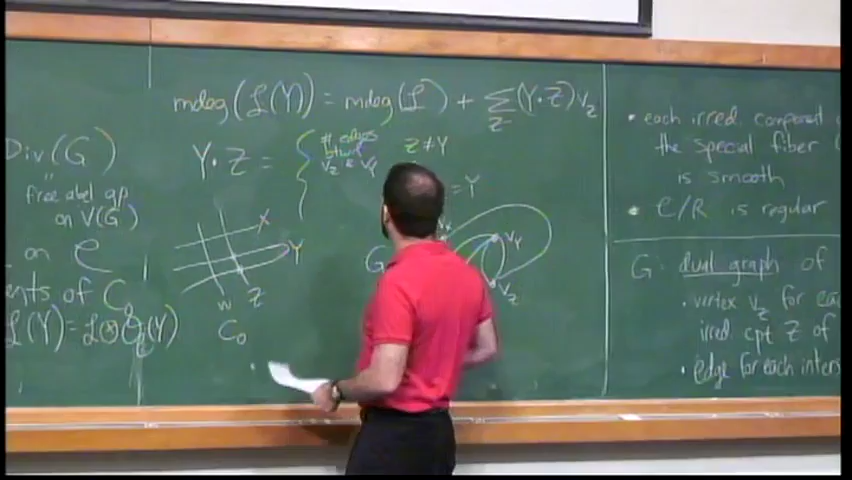 mdeg(ℒ(Y)) = mdeg(ℒ) + Σ_Z (Y·Z)v_Z
Div(G)
"
free abel gp
on V(G)
on 𝒞
ents of C₀
ℒ(Y) = ℒ⊗𝒪(Y)
Y·Z = {
# edges
btwn
v_Z & v_Y
Z ≠ Y
= Y
X
Y
W
Z
C₀
G
v_Y
v_Z
• each irred. component
the special fiber
is smooth
• 𝒞/R is regular
G: dual graph of
• vertex v_Z for
irred. cpt Z of
• edge for each